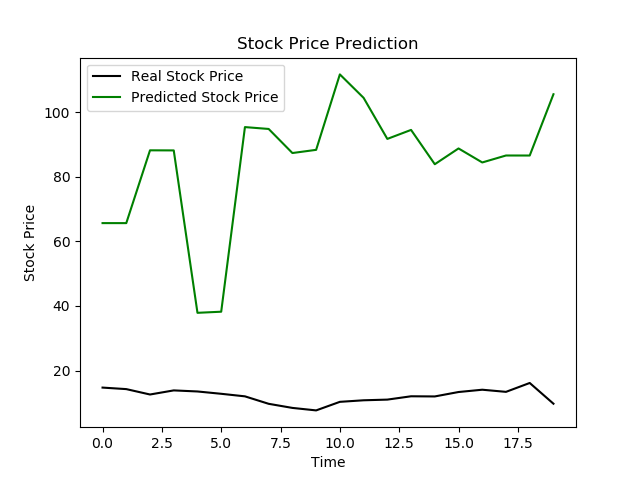 Stock Price Prediction
Real Stock Price
Predicted Stock Price
Stock Price
100
80
60
40
20
0.0 2.5 5.0 7.5 10.0 12.5 15.0 17.5
Time